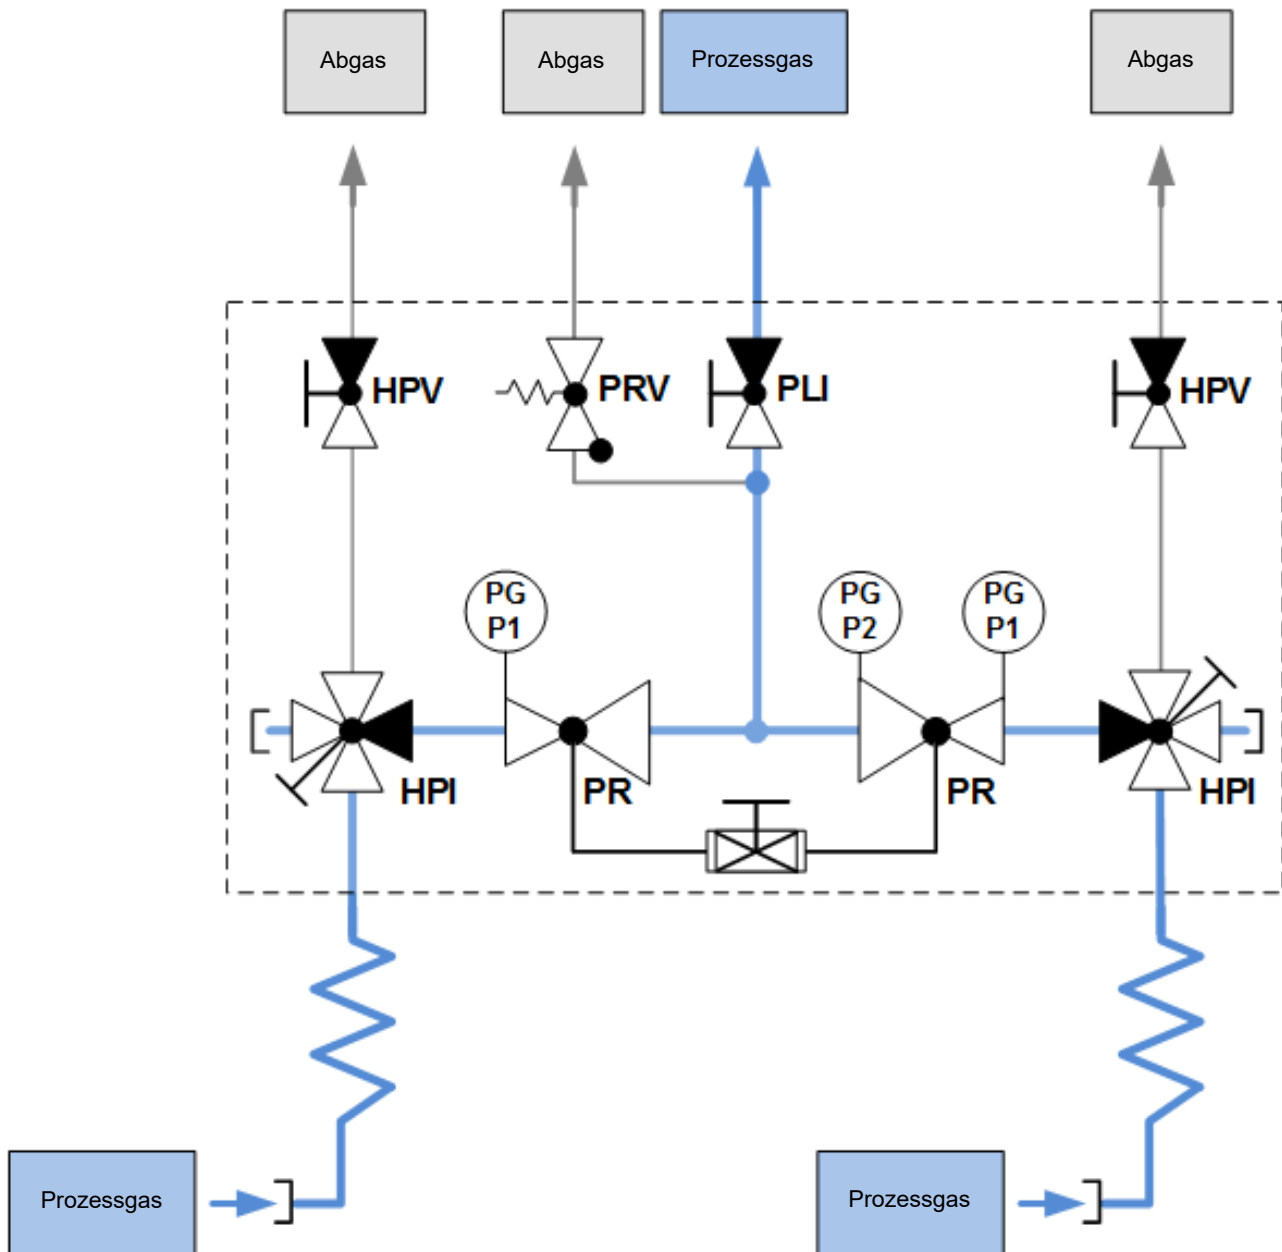 Abgas
Abgas
Prozessgas
Abgas
HPV
PRV
PLI
HPV
PG
P1
PG
P2
PG
P1
HPI
PR
PR
HPI
Prozessgas
Prozessgas